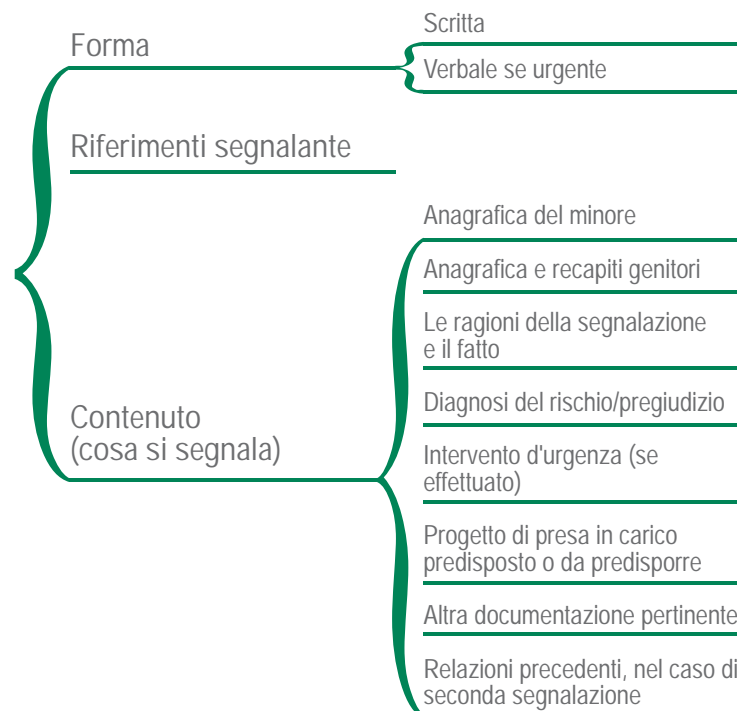 Forma
Scritta
Verbale se urgente
Riferimenti segnalante
Contenuto
(cosa si segnala)
Anagrafica del minore
Anagrafica e recapiti genitori
Le ragioni della segnalazione
e il fatto
Diagnosi del rischio/pregiudizio
Intervento d'urgenza (se
effettuato)
Progetto di presa in carico
predisposto o da predisporre
Altra documentazione pertinente
Relazioni precedenti, nel caso di
seconda segnalazione